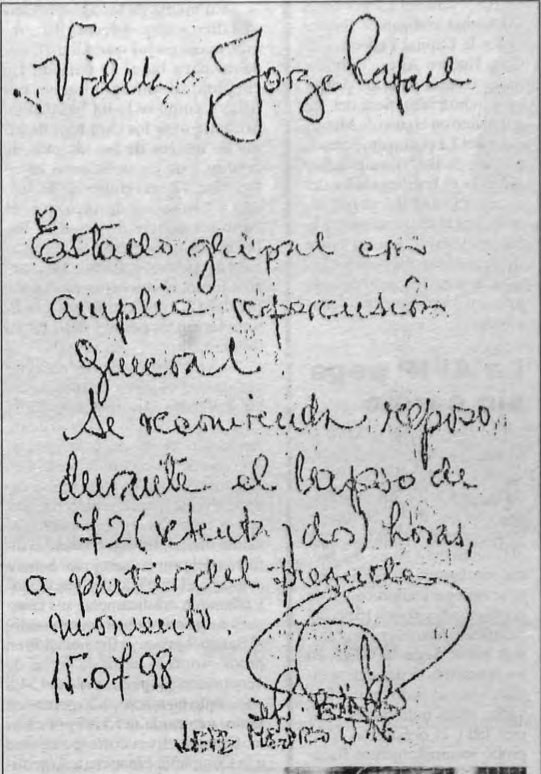 Videla, Jorge Rafael
Estado gripal con
amplia repercusión
general
Se recomienda reposo,
durante el lapso de
72 (setenta y dos) horas,
a partir del presente
momento.
15.07.98
JEFE MEDICO U 16